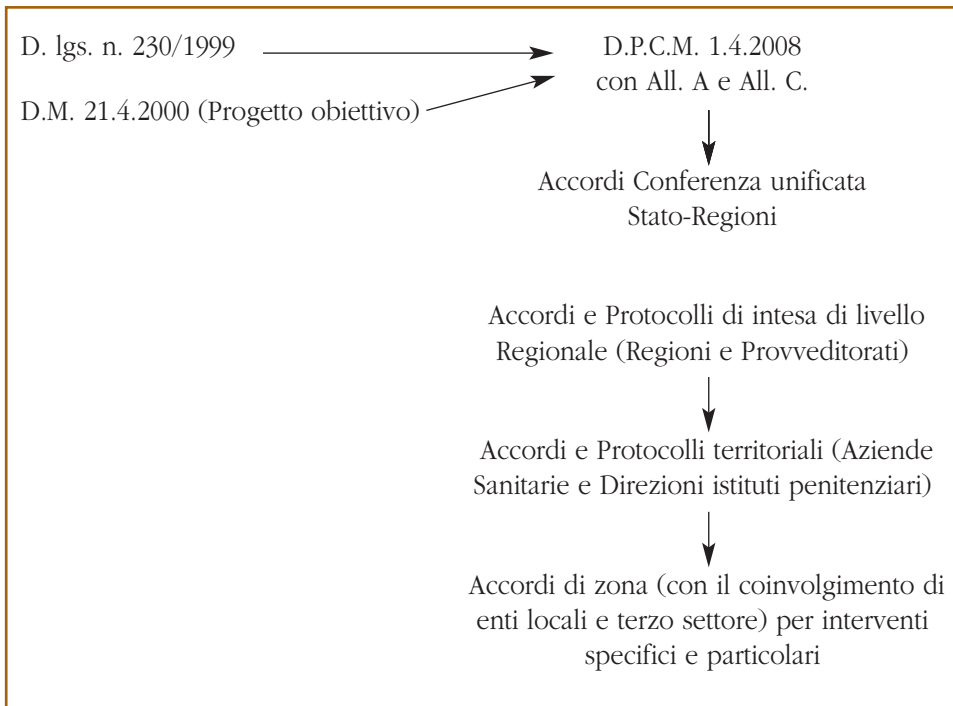 D. lgs. n. 230/1999
D.P.C.M. 1.4.2008
con All. A e All. C.
D.M. 21.4.2000 (Progetto obiettivo)
Accordi Conferenza unificata
Stato-Regioni
Accordi e Protocolli di intesa di livello
Regionale (Regioni e Provveditorati)
Accordi e Protocolli territoriali (Aziende
Sanitarie e Direzioni istituti penitenziari)
Accordi di zona (con il coinvolgimento di
enti locali e terzo settore) per interventi
specifici e particolari